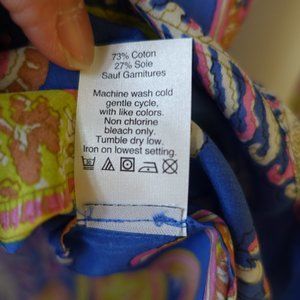 73% Coton
27% Soie
Sauf Garnitures
Machine wash cold
gentle cycle,
with like colors.
Non chlorine
bleach only.
Tumble dry low.
Iron on lowest setting.